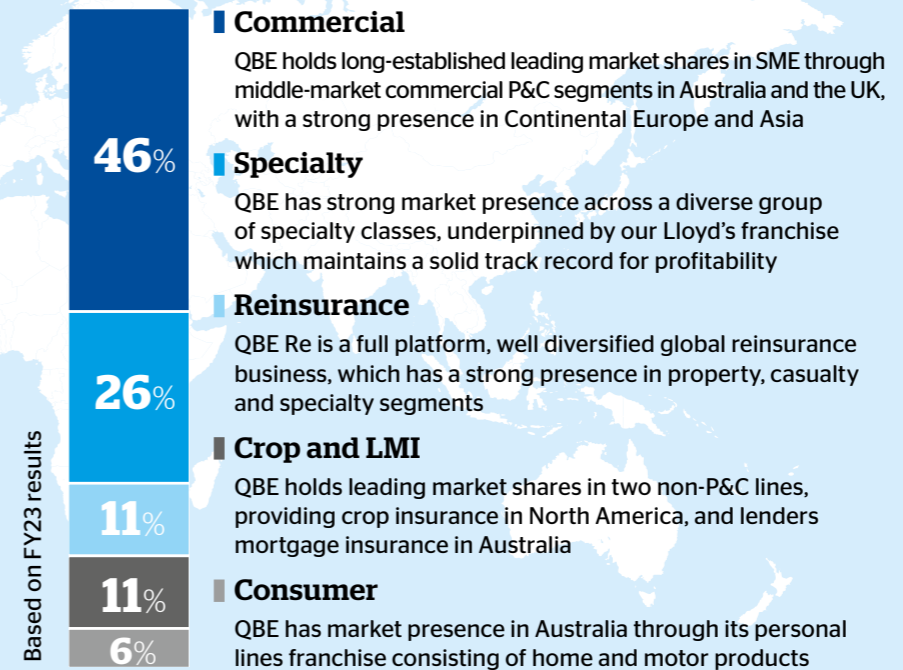 Commercial
QBE holds long-established leading market shares in SME through
middle-market commercial P&C segments in Australia and the UK,
with a strong presence in Continental Europe and Asia
46%
Specialty
QBE has strong market presence across a diverse group
of specialty classes, underpinned by our Lloyd's franchise
which maintains a solid track record for profitability
Reinsurance
QBE Re is a full platform, well diversified global reinsurance
business, which has a strong presence in property, casualty
and specialty segments
26%
Crop and LMI
QBE holds leading market shares in two non-P&C lines,
providing crop insurance in North America, and lenders
mortgage insurance in Australia
11%
11%
Consumer
QBE has market presence in Australia through its personal
lines franchise consisting of home and motor products
6%
Based on FY23 results